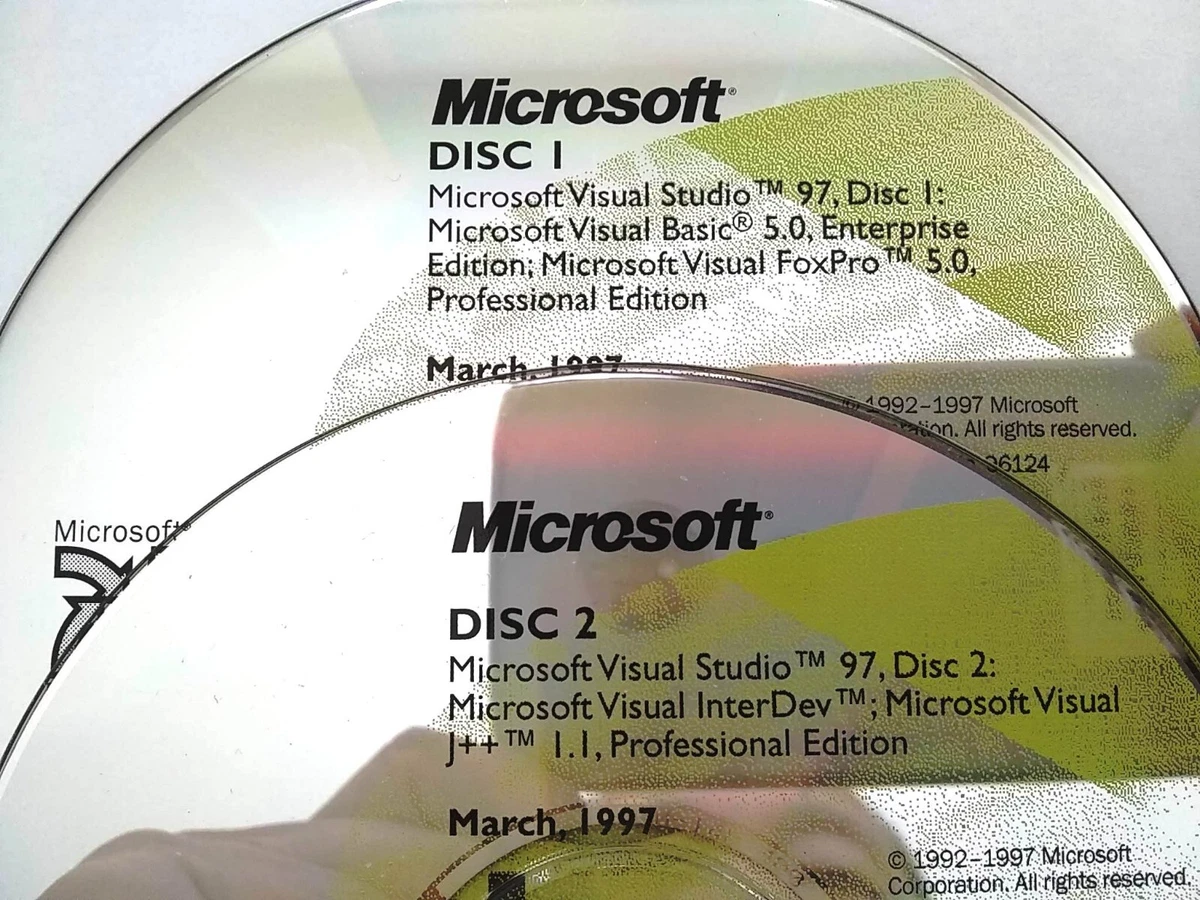 Microsoft®
DISC 1
Microsoft Visual Studio™ 97, Disc 1:
Microsoft Visual Basic® 5.0, Enterprise
Edition; Microsoft Visual FoxPro™ 5.0,
Professional Edition
March, 1997
1992–1997 Microsoft
All rights reserved.
Microsoft®
Microsoft®
DISC 2
Microsoft Visual Studio™ 97, Disc 2:
Microsoft Visual InterDev™; Microsoft Visual
J++™ 1.1, Professional Edition
March, 1997
© 1992–1997 Microsoft
Corporation. All rights reserved.